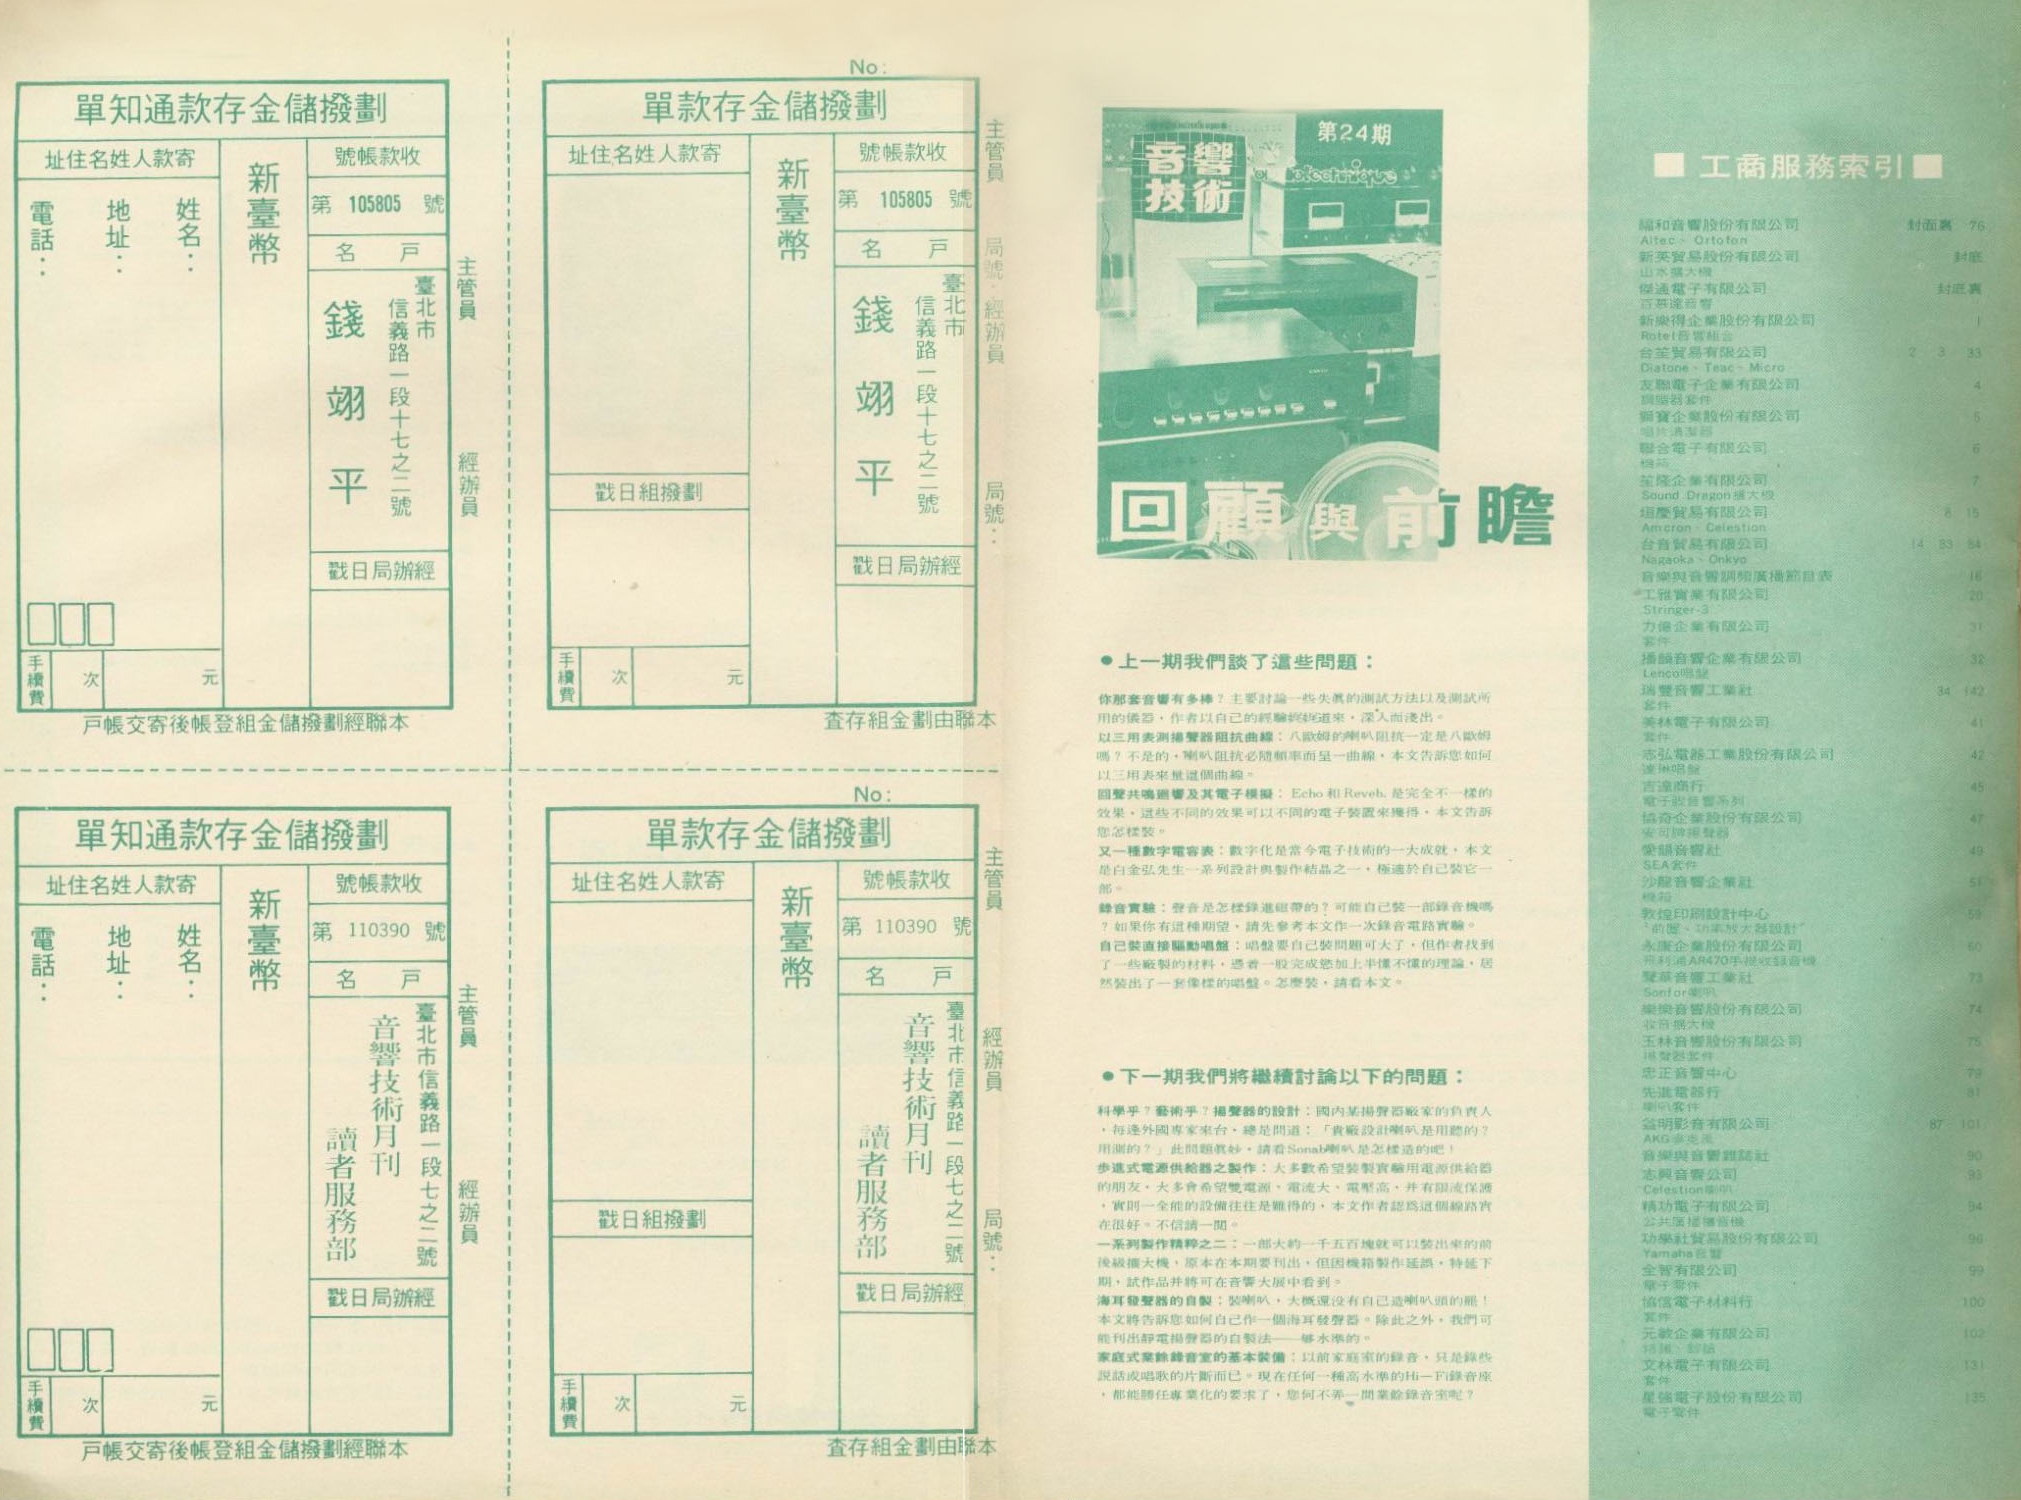 單知通款存金儲撥劃
址住名姓人款寄
姓名：
地址：
電話：
新臺幣
號帳款收
第 105805 號
名 戶
臺北市
信義路一段十七之二號
錢翊平
戳日局辦經
手續費
次
元
主管員
經辦員
戶帳交寄後帳登組金儲撥劃經聯本
No:
單款存金儲撥劃
址住名姓人款寄
戳日組撥劃
新臺幣
號帳款收
第 105805 號
名 戶
臺北市
信義路一段十七之二號
錢翊平
戳日局辦經
手續費
次
元
主管員
局號：
經辦員
局號：
查存組金劃由聯本
單知通款存金儲撥劃
址住名姓人款寄
姓名：
地址：
電話：
新臺幣
號帳款收
第 110390 號
名 戶
臺北市信義路一段七之二號
音響技術月刊
讀者服務部
戳日局辦經
手續費
次
元
主管員
經辦員
戶帳交寄後帳登組金儲撥劃經聯本
No:
單款存金儲撥劃
址住名姓人款寄
戳日組撥劃
新臺幣
號帳款收
第 110390 號
名 戶
臺北市信義路一段七之二號
音響技術月刊
讀者服務部
戳日局辦經
手續費
次
元
主管員
經辦員
局號：
查存組金劃由聯本
第24期
音響
技術
回顧與前瞻
●上一期我們談了這些問題：
你那套音響有多棒？主要討論一些失眞的測試方法以及測試所
用的儀器，作者以自己的經驗娓娓道來，深入而淺出。
以三用表測揚聲器阻抗曲線：八歐姆的喇叭阻抗一定是八歐姆
嗎？不是的，喇叭阻抗必隨頻率而呈一曲線，本文告訴您如何
以三用表來量這個曲線。
回聲共鳴迴響及其電子模擬：Echo和Reveb.是完全不一樣的
效果，這些不同的效果可以不同的電子裝置來獲得，本文告訴
您怎樣裝。
又一種數字電容表：數字化是當今電子技術的一大成就，本文
是白金弘先生一系列設計與製作結晶之一，極適於自己裝它一
部。
錄音實驗：聲音是怎樣錄進磁帶的？可能自己裝一部錄音機嗎
？如果你有這種期望，請先參考本文作一次錄音電路實驗。
自己裝直接驅動唱盤：唱盤要自己裝問題可大了，但作者找到
了一些廠製的材料，憑着一股完成慾加上半懂不懂的理論，居
然裝出了一套像樣的唱盤。怎麼裝，請看本文。
●下一期我們將繼續討論以下的問題：
科學乎？藝術乎？揚聲器的設計：國內某揚聲器廠家的負責人
，每逢外國專家來台，總是問道：「貴廠設計喇叭是用聽的？
用測的？」此問題眞妙，請看Sonab喇叭是怎樣造的吧！
步進式電源供給器之製作：大多數希望裝製實驗用電源供給器
的朋友，大多會希望雙電源、電流大、電壓高，并有限流保護
，實則一全能的設備往往是難得的，本文作者認爲這個線路實
在很好。不信請一閱。
一系列製作精粹之二：一部大約一千五百塊就可以裝出來的前
後級擴大機，原本在本期要刊出，但因機箱製作延誤，特延下
期，試作品并將可在音響大展中看到。
海耳發聲器的自製：裝喇叭，大概還没有自己造喇叭頭的罷！
本文將告訴您如何自己作一個海耳發聲器。除此之外，我們可
能刊出靜電揚聲器的自製法——够水準的。
家庭式業餘錄音室的基本裝備：以前家庭室的錄音，只是錄些
說話或唱歌的片斷而已。現在任何一種高水準的Hi－Fi錄音座
，都能勝任專業化的要求了，您何不弄一間業餘錄音室呢？
■工商服務索引■
福和音響股份有限公司 封面裏 76
Altec、Ortofon
新英貿易股份有限公司 封底
山水擴大機
傑通電子有限公司 封底裏
新樂得企業股份有限公司 1
Rotel音響組合
台笙貿易有限公司 2 3 33
Diatone、Teac、Micro
友聯電子企業有限公司 4
調諧器套件
顥寶企業股份有限公司 5
唱片清潔器
聯合電子有限公司 6
機箱
笙隆企業有限公司 7
Sound Dragon擴大機
垣慶貿易有限公司 8 15
Amcron、Celestion
台音貿易有限公司 14 83 84
Nagaoka、Onkyo
音樂與音響調頻廣播節目表 16
工雅實業有限公司 20
Stringer-3
力億企業有限公司 31
套件
播韻音響企業有限公司 32
Lenco唱盤
瑞豐音響工業社 34 142
套件
美林電子有限公司 41
套件
志弘電器工業股份有限公司 42
吉達商行 45
協奇企業股份有限公司 47
樂韻音響社 49
SEA套件
沙龍音響企業社 51
機箱
敦煌印刷設計中心 59
“前置、功率放大器設計”
永康企業股份有限公司 60
聲華音響工業社 73
Sonfor喇叭
樂樂音響股份有限公司 74
收音擴大機
玉林音響股份有限公司 75
揚聲器套件
忠正音響中心 79
先進電器行 81
喇叭套件
89明影音有限公司 87 101
AKG麥克風
音樂與音響雜誌社 90
志興音響公司 93
Celestion喇叭
精功電子有限公司 94
公共廣播擴音機
功學社貿易股份有限公司 96
Yamaha音響
全智有限公司 99
電子零件
協信電子材料行 100
套件
元敏企業有限公司 102
文林電子有限公司 131
套件
星強電子股份有限公司 135
電子零件